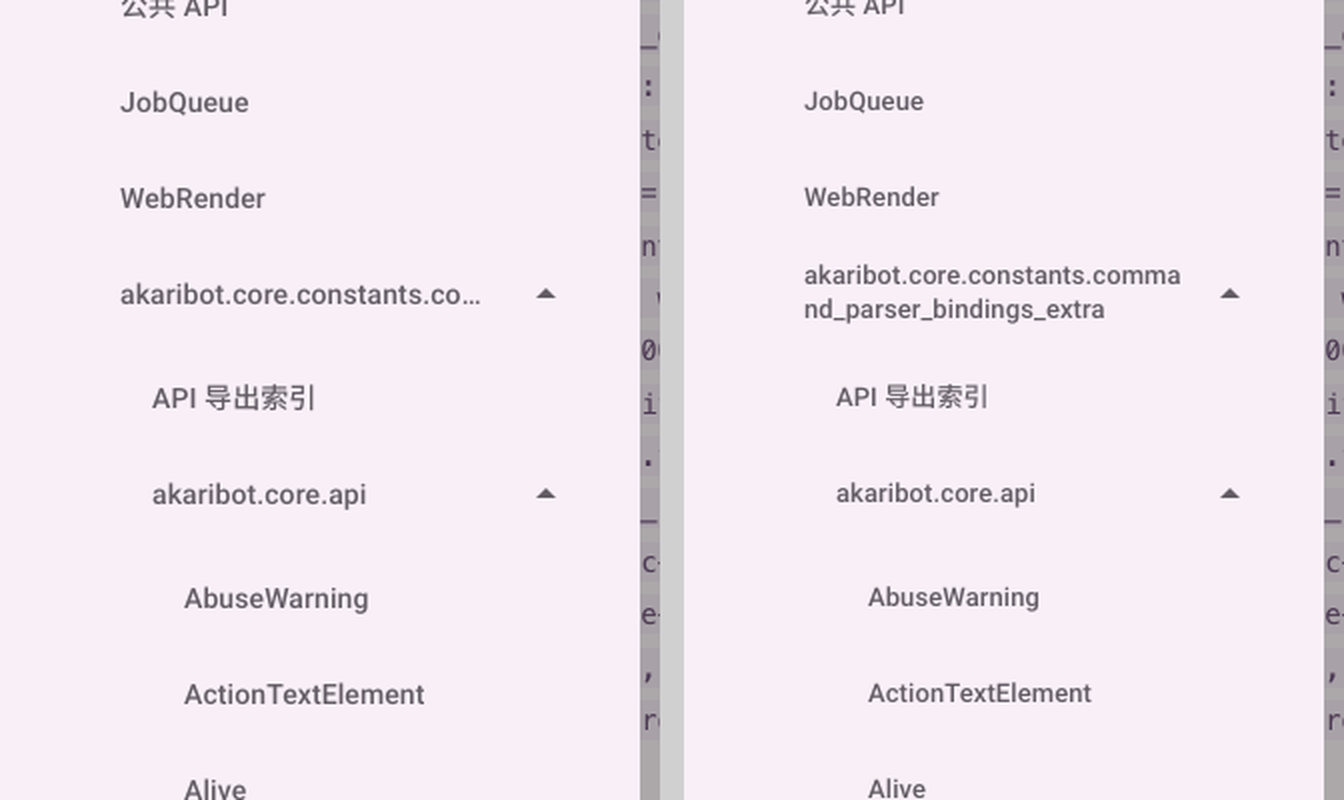 公共 API
JobQueue
WebRender
akaribot.core.constants.co...
API 导出索引
akaribot.core.api
AbuseWarning
ActionTextElement
Alive
公共 API
JobQueue
WebRender
akaribot.core.constants.comma
nd_parser_bindings_extra
API 导出索引
akaribot.core.api
AbuseWarning
ActionTextElement
Alive